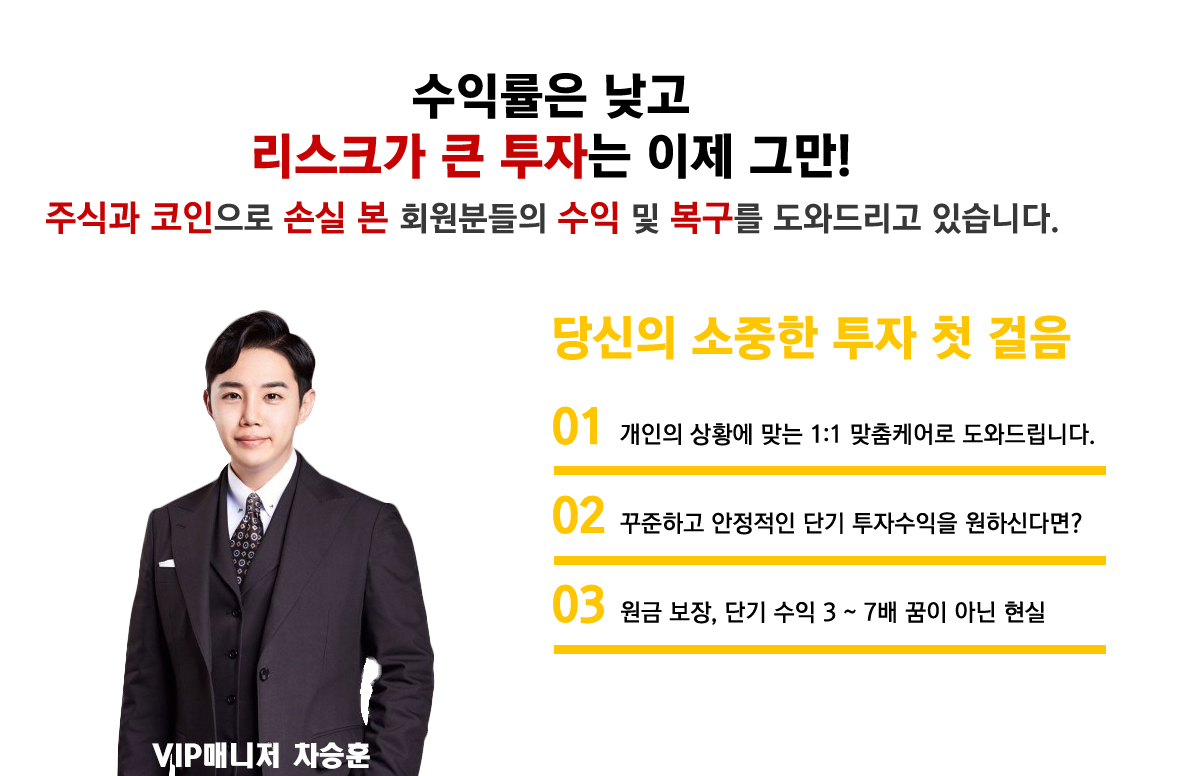 수익률은 낮고
리스크가 큰 투자는 이제 그만!
주식과 코인으로 손실 본 회원분들의 수익 및 복구를 도와드리고 있습니다.
당신의 소중한 투자 첫 걸음
01 개인의 상황에 맞는 1:1 맞춤케어로 도와드립니다.
02 꾸준하고 안정적인 단기 투자수익을 원하신다면?
03 원금 보장, 단기 수익 3 ~ 7배 꿈이 아닌 현실
VIP매니저 차승훈